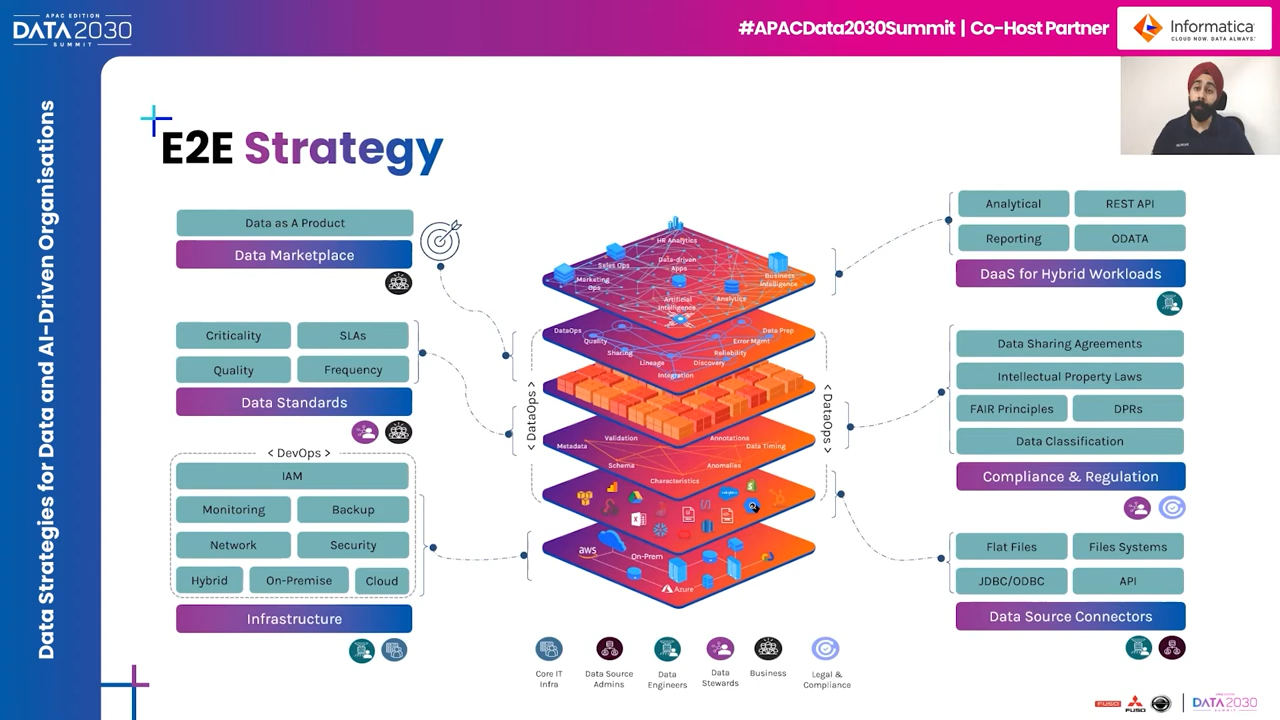 APAC EDITION
DATA2030
SUMMIT
#APACData2030Summit | Co-Host Partner
Informatica
CLOUD NOW. DATA ALWAYS.
Data Strategies for Data and AI-Driven Organisations
E2E Strategy
Data as A Product
Data Marketplace
Criticality
SLAs
Quality
Frequency
Data Standards
< DevOps >
IAM
Monitoring
Backup
Network
Security
Hybrid
On-Premise
Cloud
Infrastructure
HR Analytics
Sales Ops
Data-driven
Apps
Marketing
Ops
Business
Intelligence
Artificial
Intelligence
Analytics
DataOps
Data Prep
Quality
Error Mgmt
Sharing
Reliability
Lineage
Discovery
Integration
< DataOps >
< DataOps >
Validation
Annotations
Metadata
Data Timing
Schema
Anomalies
Characteristics
aws
On-Prem
Azure
Analytical
REST API
Reporting
ODATA
DaaS for Hybrid Workloads
Data Sharing Agreements
Intellectual Property Laws
FAIR Principles
DPRs
Data Classification
Compliance & Regulation
Flat Files
Files Systems
JDBC/ODBC
API
Data Source Connectors
Core IT
Infra
Data Source
Admins
Data
Engineers
Data
Stewards
Business
Legal &
Compliance
FUSO
FUSO
DATA2030
SUMMIT